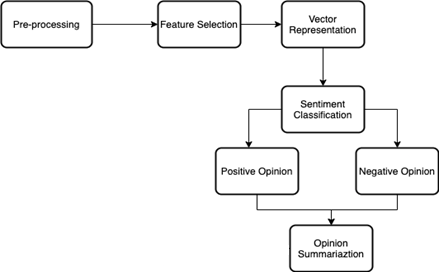 Pre-processing
Feature Selection
Vector
Representation
Sentiment
Classification
Positive Opinion
Negative Opinion
Opinion
Summariaztion